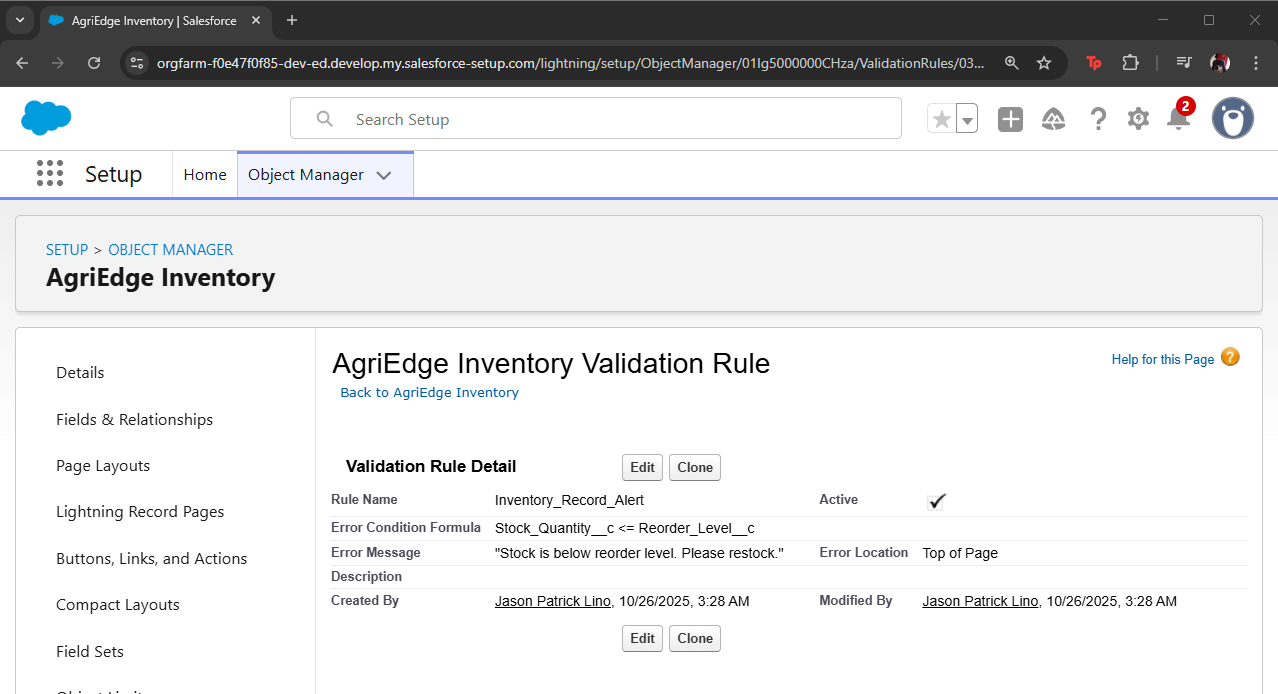 AgriEdge Inventory | Salesforce
orgfarm-f0e47f0f85-dev-ed.develop.my.salesforce-setup.com/lightning/setup/ObjectManager/01Ig5000000CHza/ValidationRules/03...
Tp
Search Setup
2
Setup
Home
Object Manager
SETUP > OBJECT MANAGER
AgriEdge Inventory
Details
Fields & Relationships
Page Layouts
Lightning Record Pages
Buttons, Links, and Actions
Compact Layouts
Field Sets
AgriEdge Inventory Validation Rule
Help for this Page ?
Back to AgriEdge Inventory
Validation Rule Detail Edit Clone
Rule Name Inventory_Record_Alert Active
Error Condition Formula Stock_Quantity__c <= Reorder_Level__c
Error Message "Stock is below reorder level. Please restock." Error Location Top of Page
Description
Created By Jason Patrick Lino, 10/26/2025, 3:28 AM Modified By Jason Patrick Lino, 10/26/2025, 3:28 AM
Edit Clone